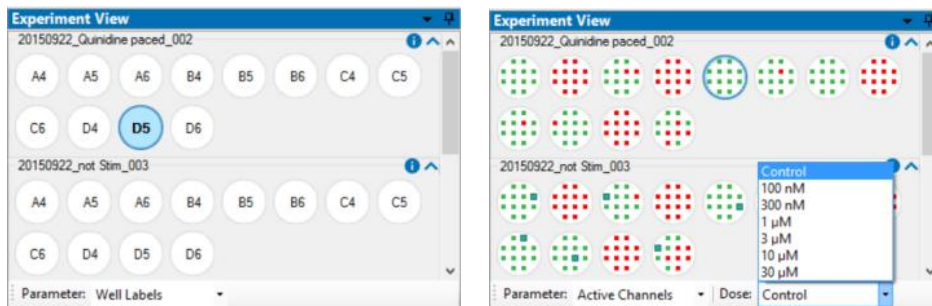 Experiment View
20150922_Quinidine paced_002
A4 A5 A6 B4 B5 B6 C4 C5
C6 D4 D5 D6
20150922_not Stim_003
A4 A5 A6 B4 B5 B6 C4 C5
C6 D4 D5 D6
Parameter: Well Labels
Experiment View
20150922_Quinidine paced_002
20150922_not Stim_003
Control
100 nM
300 nM
1 µM
3 µM
10 µM
30 µM
Parameter: Active Channels Dose: Control